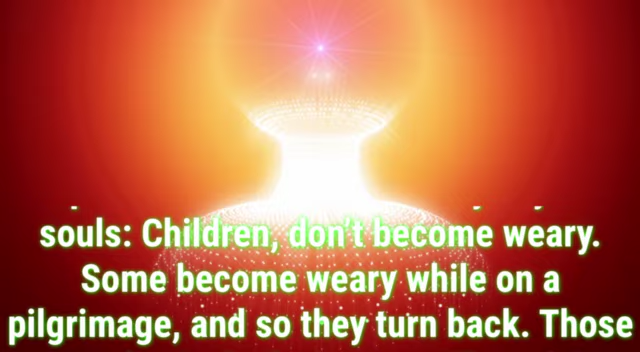 souls: Children, don't become weary.
Some become weary while on a
pilgrimage, and so they turn back. Those